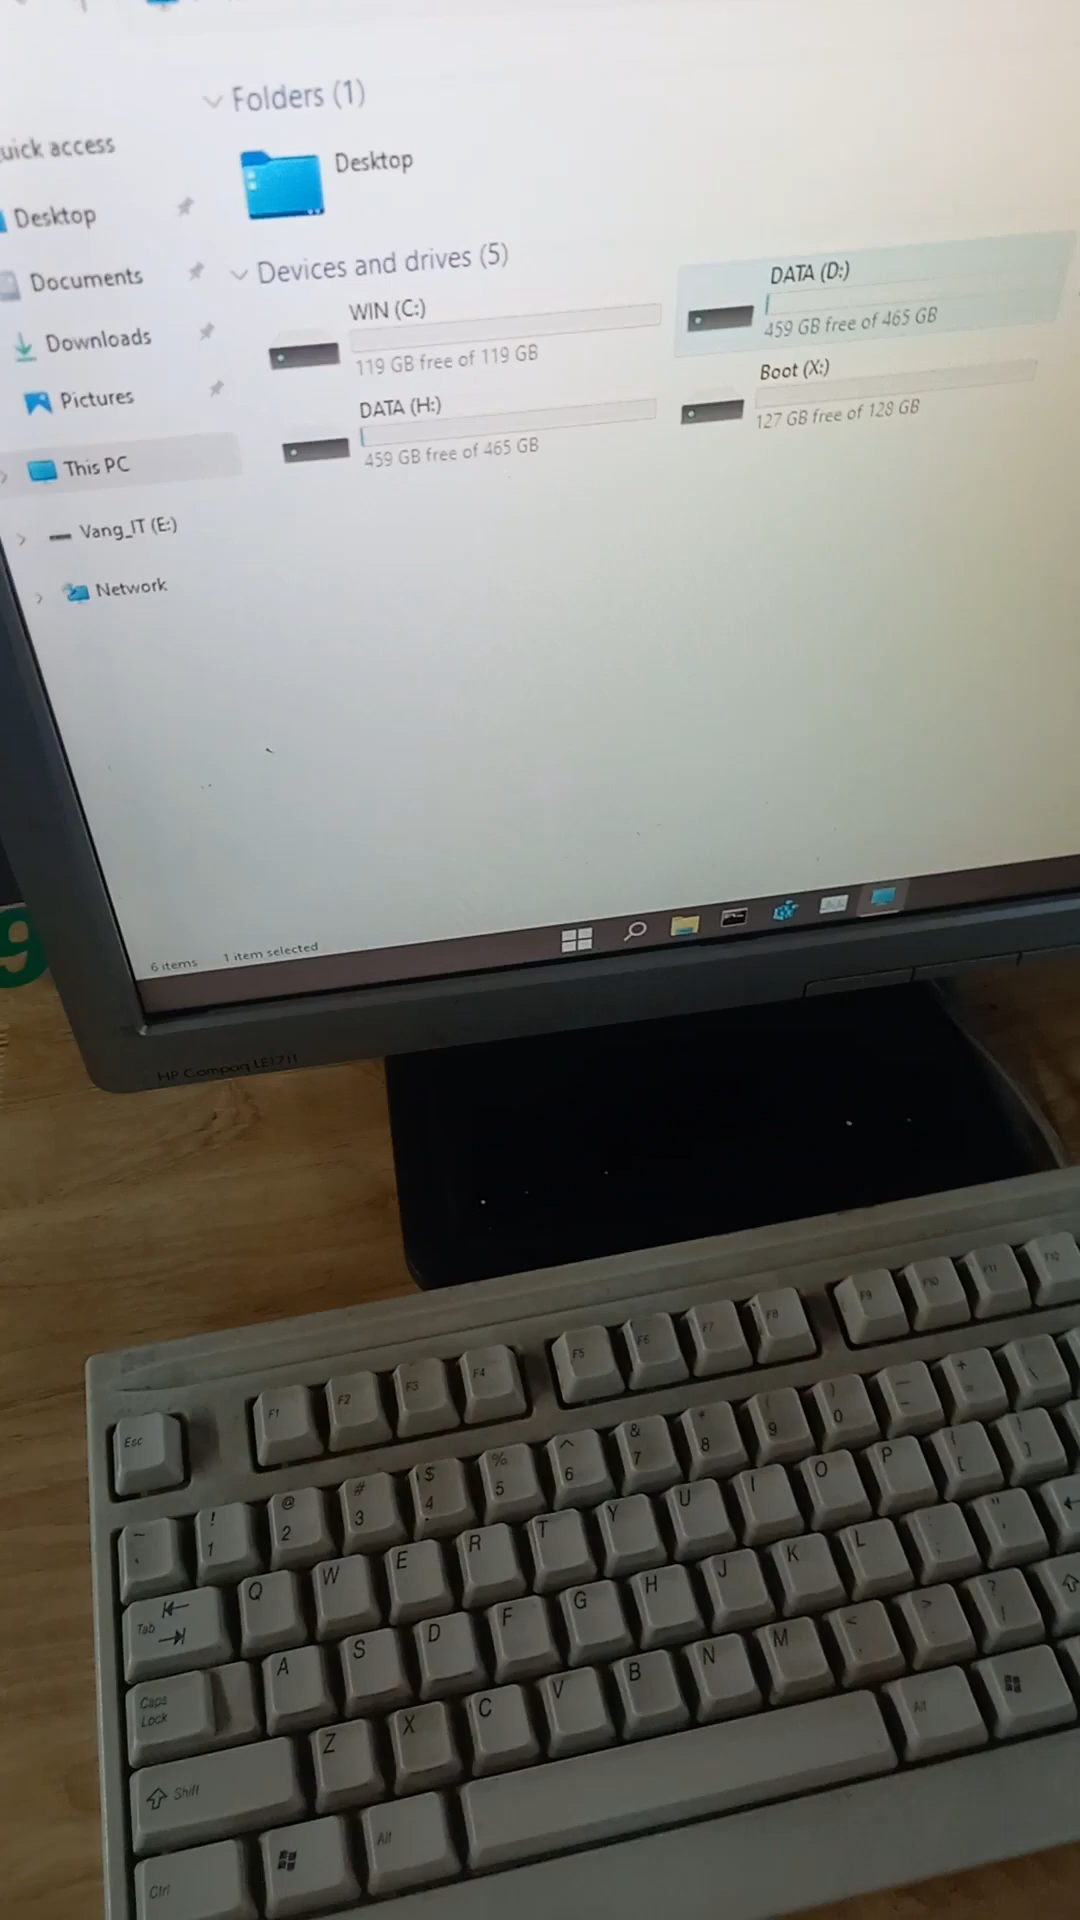 Folders (1)
Desktop
uick access
Desktop
Documents
Downloads
Pictures
This PC
Vang_IT (E:)
Network
Devices and drives (5)
WIN (C:)
119 GB free of 119 GB
DATA (D:)
459 GB free of 465 GB
DATA (H:)
459 GB free of 465 GB
Boot (X:)
127 GB free of 128 GB
6 items 1 item selected
HP Compaq LE1711
9
Esc F1 F2 F3 F4 F5 F6 F7 F8 F9 F10 F11 F12
~ ` ! 1 @ 2 # 3 $ 4 % 5 ^ 6 & 7 * 8 ( 9 ) 0 — - + = \
Tab Q W E R T Y U I O P { [ } ]
Caps Lock A S D F G H J K L : ; " '
Shift Z X C V B N M < , > . ? /
Ctrl Alt Alt